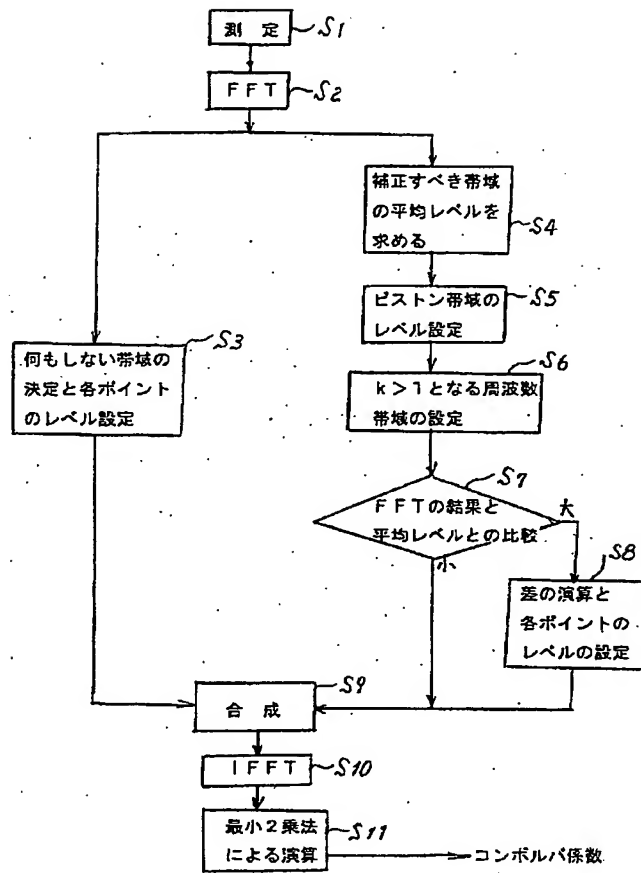 測 定
S1
FFT
S2
補正すべき帯域
の平均レベルを
求める
S4
ピストン帯域の
レベル設定
S5
何もしない帯域の
決定と各ポイント
のレベル設定
S3
k>1となる周波数
帯域の設定
S6
FFTの結果と
平均レベルとの比較
S7
大
小
差の演算と
各ポイントの
レベルの設定
S8
合 成
S9
IFFT
S10
最小2乗法
による演算
S11
コンボルバ係数